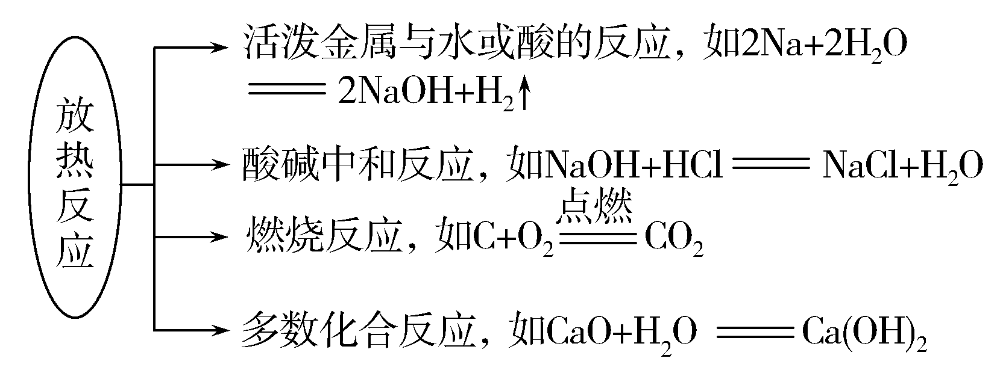 放热反应
活泼金属与水或酸的反应，如2Na+2H₂O
══ 2NaOH+H₂↑
酸碱中和反应，如NaOH+HCl ══ NaCl+H₂O
点燃
燃烧反应，如C+O₂══CO₂
多数化合反应，如CaO+H₂O ══Ca(OH)₂